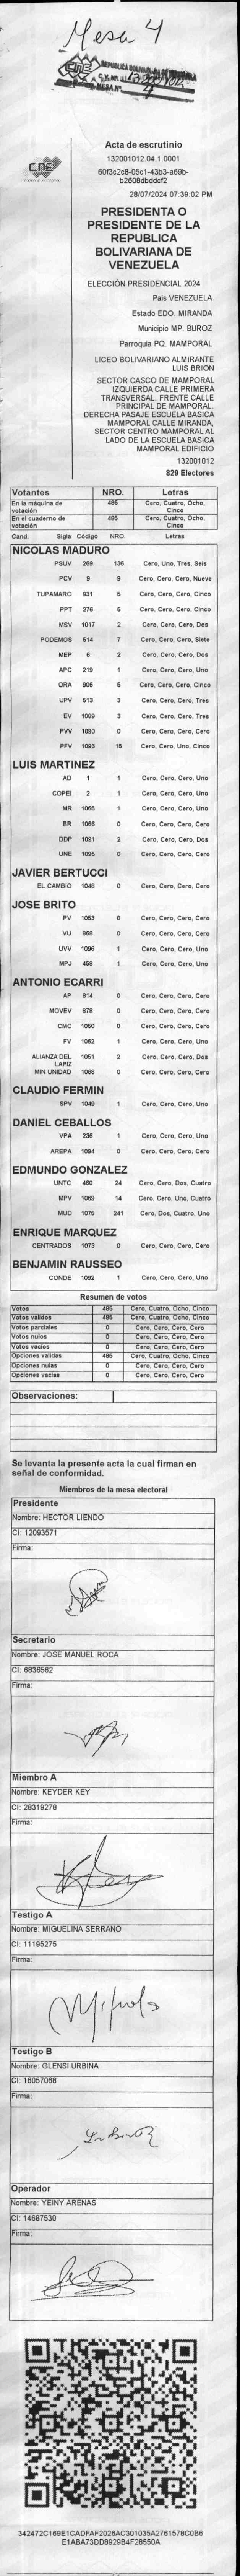 Mesa 4
CNE
Acta de escrutinio
132001012.04.1.0001
60f3c2c8-05c1-43b3-a69b-
b2608dbddcf2
28/07/2024 07:39:02 PM
CNE
PRESIDENTA O
PRESIDENTE DE LA
REPUBLICA
BOLIVARIANA DE
VENEZUELA
ELECCIÓN PRESIDENCIAL 2024
Pais VENEZUELA
Estado EDO. MIRANDA
Municipio MP. BUROZ
Parroquia PQ. MAMPORAL
LICEO BOLIVARIANO ALMIRANTE
LUIS BRION
SECTOR CASCO DE MAMPORAL
IZQUIERDA CALLE PRIMERA
TRANSVERSAL. FRENTE CALLE
PRINCIPAL DE MAMPORAL.
DERECHA PASAJE ESCUELA BASICA
MAMPORAL CALLE MIRANDA,
SECTOR CENTRO MAMPORAL AL
LADO DE LA ESCUELA BASICA
MAMPORAL EDIFICIO
132001012
829 Electores
Votantes NRO. Letras
En la máquina de votación 485 Cero, Cuatro, Ocho, Cinco
En el cuaderno de votación 485 Cero, Cuatro, Ocho, Cinco
Cand. Sigla Código NRO. Letras
NICOLAS MADURO
PSUV 269 136 Cero, Uno, Tres, Seis
PCV 9 9 Cero, Cero, Cero, Nueve
TUPAMARO 931 5 Cero, Cero, Cero, Cinco
PPT 276 5 Cero, Cero, Cero, Cinco
MSV 1017 2 Cero, Cero, Cero, Dos
PODEMOS 514 7 Cero, Cero, Cero, Siete
MEP 6 2 Cero, Cero, Cero, Dos
APC 219 1 Cero, Cero, Cero, Uno
ORA 906 5 Cero, Cero, Cero, Cinco
UPV 513 3 Cero, Cero, Cero, Tres
EV 1089 3 Cero, Cero, Cero, Tres
PVV 1090 0 Cero, Cero, Cero, Cero
PFV 1093 15 Cero, Cero, Uno, Cinco
LUIS MARTINEZ
AD 1 1 Cero, Cero, Cero, Uno
COPEI 2 1 Cero, Cero, Cero, Uno
MR 1065 1 Cero, Cero, Cero, Uno
BR 1066 0 Cero, Cero, Cero, Cero
DDP 1091 2 Cero, Cero, Cero, Dos
UNE 1095 0 Cero, Cero, Cero, Cero
JAVIER BERTUCCI
EL CAMBIO 1048 0 Cero, Cero, Cero, Cero
JOSE BRITO
PV 1053 0 Cero, Cero, Cero, Cero
VU 868 0 Cero, Cero, Cero, Cero
UVV 1096 1 Cero, Cero, Cero, Uno
MPJ 458 1 Cero, Cero, Cero, Uno
ANTONIO ECARRI
AP 814 0 Cero, Cero, Cero, Cero
MOVEV 878 0 Cero, Cero, Cero, Cero
CMC 1050 0 Cero, Cero, Cero, Cero
FV 1062 1 Cero, Cero, Cero, Uno
ALIANZA DEL LAPIZ 1051 2 Cero, Cero, Cero, Dos
MIN UNIDAD 1058 0 Cero, Cero, Cero, Cero
CLAUDIO FERMIN
SPV 1049 1 Cero, Cero, Cero, Uno
DANIEL CEBALLOS
VPA 236 1 Cero, Cero, Cero, Uno
AREPA 1094 0 Cero, Cero, Cero, Cero
EDMUNDO GONZALEZ
UNTC 460 24 Cero, Cero, Dos, Cuatro
MPV 1069 14 Cero, Cero, Uno, Cuatro
MUD 1075 241 Cero, Dos, Cuatro, Uno
ENRIQUE MARQUEZ
CENTRADOS 1073 0 Cero, Cero, Cero, Cero
BENJAMIN RAUSSEO
CONDE 1092 1 Cero, Cero, Cero, Uno
Resumen de votos
Votos 485 Cero, Cuatro, Ocho, Cinco
Votos validos 485 Cero, Cuatro, Ocho, Cinco
Votos parciales 0 Cero, Cero, Cero, Cero
Votos nulos 0 Cero, Cero, Cero, Cero
Votos vacios 0 Cero, Cero, Cero, Cero
Opciones validas 485 Cero, Cuatro, Ocho, Cinco
Opciones nulas 0 Cero, Cero, Cero, Cero
Opciones vacias 0 Cero, Cero, Cero, Cero
Observaciones:
Se levanta la presente acta la cual firman en
señal de conformidad.
Miembros de la mesa electoral
Presidente
Nombre: HECTOR LIENDO
CI: 12093571
Firma:
Secretario
Nombre: JOSE MANUEL ROCA
CI: 6836562
Firma:
Miembro A
Nombre: KEYDER KEY
CI: 28319278
Firma:
Testigo A
Nombre: MIGUELINA SERRANO
CI: 11195275
Firma:
Testigo B
Nombre: GLENSI URBINA
CI: 16057068
Firma:
Operador
Nombre: YEINY ARENAS
CI: 14687530
Firma:
342472C169E1CADFAF2026AC301035A2761578C0B6
E1ABA73DD8929B4F28550A